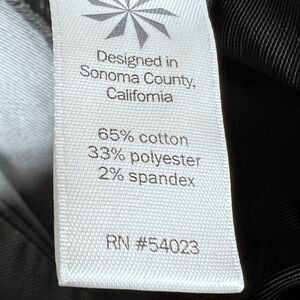 Designed in
Sonoma County,
California
65% cotton
33% polyester
2% spandex
RN #54023